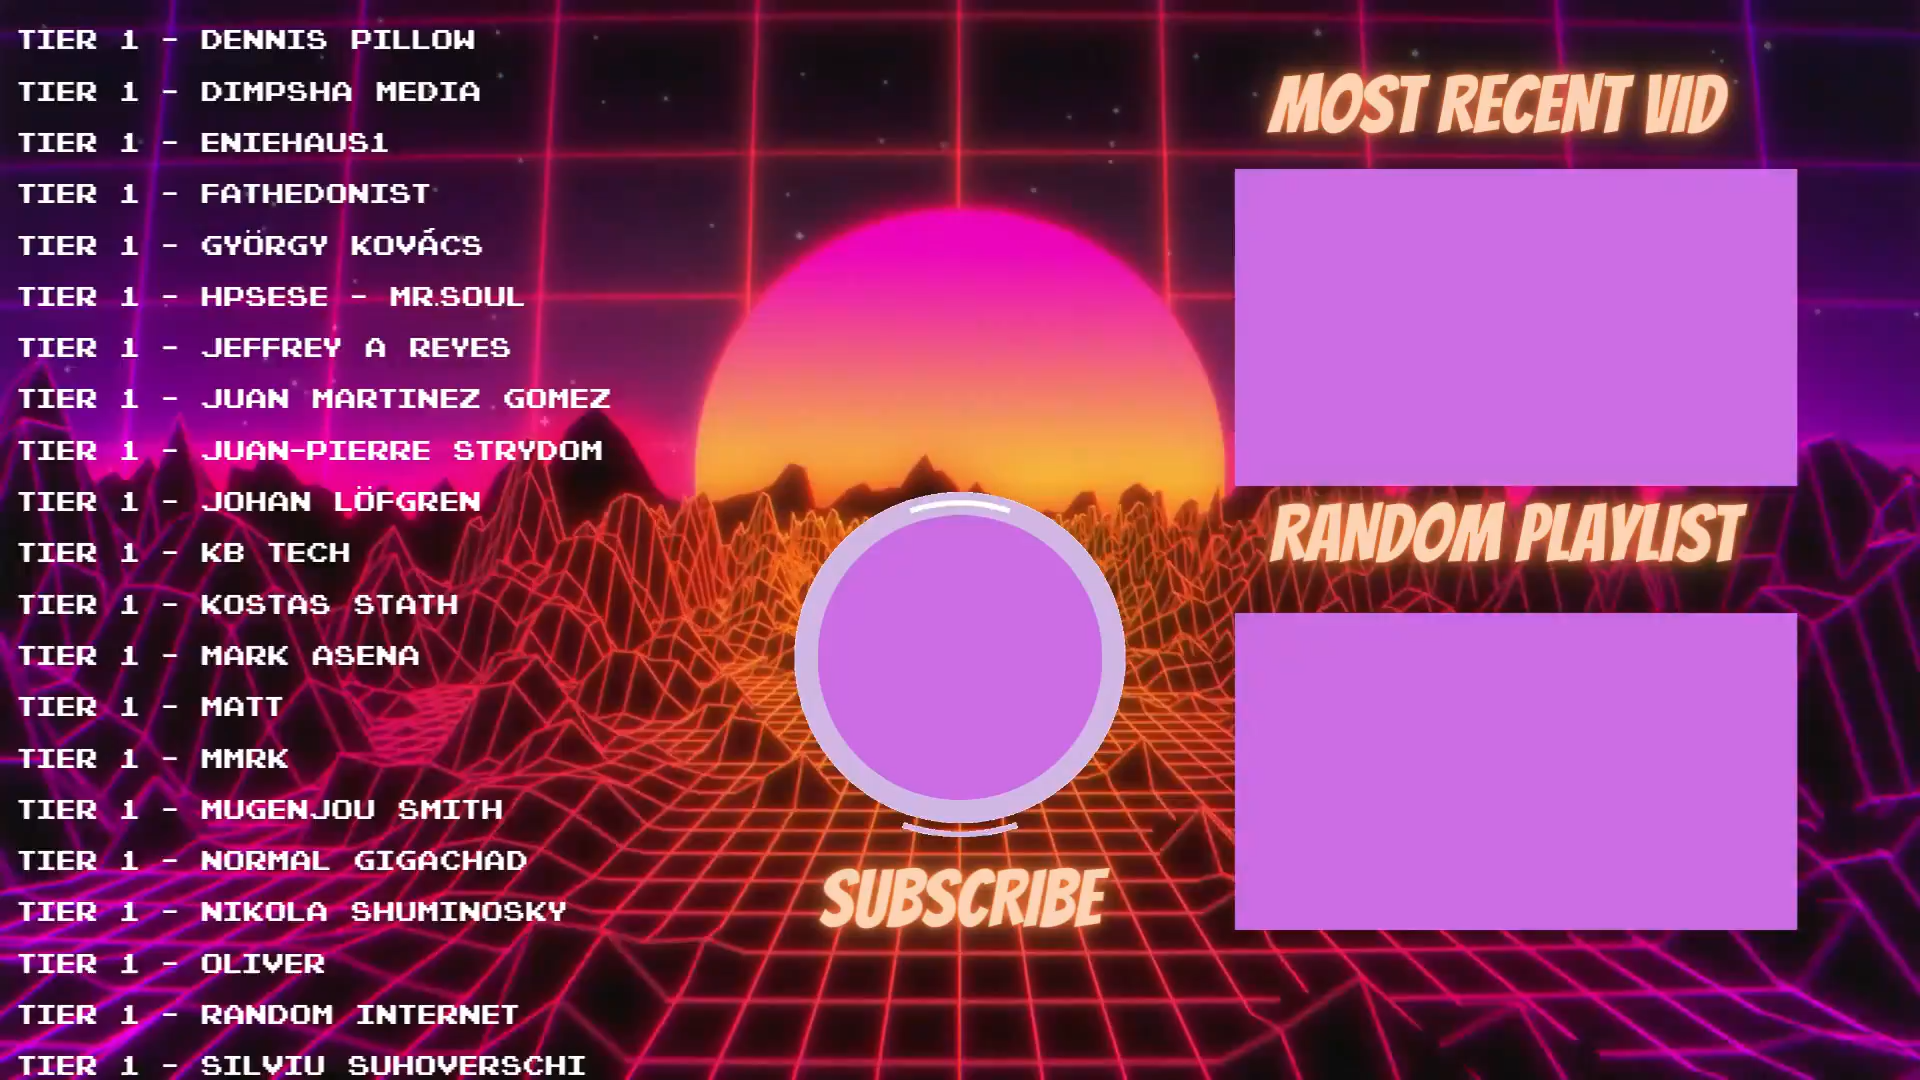 TIER 1 - DENNIS PILLOW
TIER 1 - DIMPSHA MEDIA
TIER 1 - ENIEHAUS1
TIER 1 - FATHEDONIST
TIER 1 - GYÖRGY KOVÁCS
TIER 1 - HPSESE - MR.SOUL
TIER 1 - JEFFREY A REYES
TIER 1 - JUAN MARTINEZ GOMEZ
TIER 1 - JUAN-PIERRE STRYDOM
TIER 1 - JOHAN LÖFGREN
TIER 1 - KB TECH
TIER 1 - KOSTAS STATH
TIER 1 - MARK ASENA
TIER 1 - MATT
TIER 1 - MMRK
TIER 1 - MUGENJOU SMITH
TIER 1 - NORMAL GIGACHAD
TIER 1 - NIKOLA SHUMINOSKY
TIER 1 - OLIVER
TIER 1 - RANDOM INTERNET
TIER 1 - SILVIU SUHOVERSCHI
SUBSCRIBE
MOST RECENT VID
RANDOM PLAYLIST